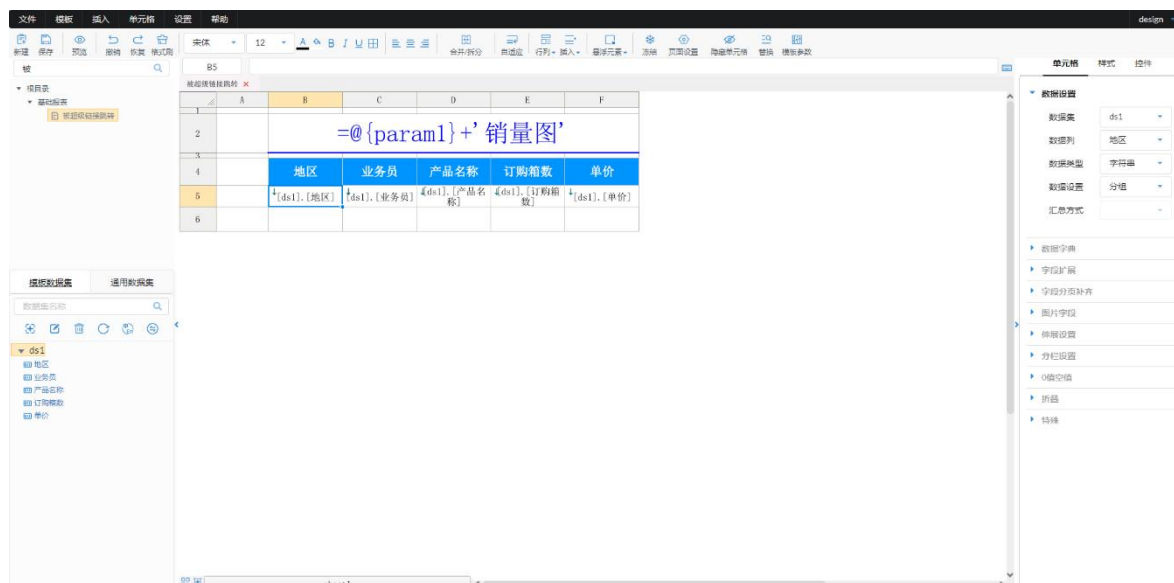 文件 模板 插入 单元格 设置 帮助 design
新建 保存 预览 撤销 恢复 格式刷 宋体 12 A B I U 合并/拆分 自适应 行列 插入 悬浮元素 冻结 页面设置 隐藏单元格 替换 模板参数
被 B5 单元格 样式 控件
根目录
基础报表
被超级链接跳转
被超级链接跳转 ×
A B C D E F
1
2 =@{param1}+'销量图'
3
4 地区 业务员 产品名称 订购箱数 单价
5 [ds1].[地区] [ds1].[业务员] [ds1].[产品名称] [ds1].[订购箱数] [ds1].[单价]
6
模板数据集 通用数据集
数据集名称
ds1
地区
业务员
产品名称
订购箱数
单价
数据设置
数据集 ds1
数据列 地区
数据类型 字符串
数据设置 分组
汇总方式
数据字典
字段扩展
字段分页补齐
图片字段
伸展设置
分栏设置
0值空值
折叠
特殊